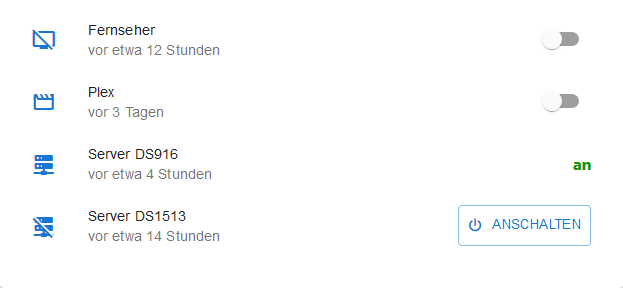 Fernseher
vor etwa 12 Stunden
Plex
vor 3 Tagen
Server DS916
vor etwa 4 Stunden
an
Server DS1513
vor etwa 14 Stunden
ANSCHALTEN